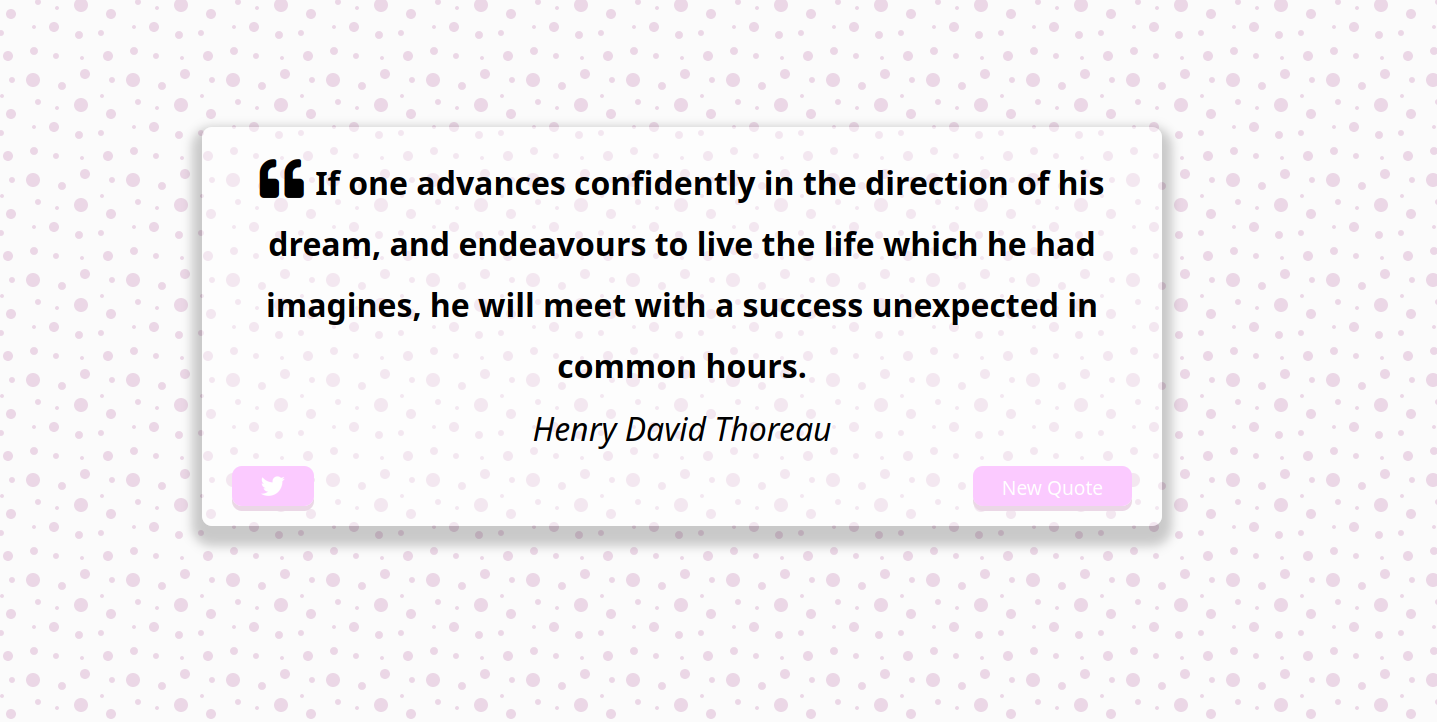 If one advances confidently in the direction of his
dream, and endeavours to live the life which he had
imagines, he will meet with a success unexpected in
common hours.
Henry David Thoreau
New Quote